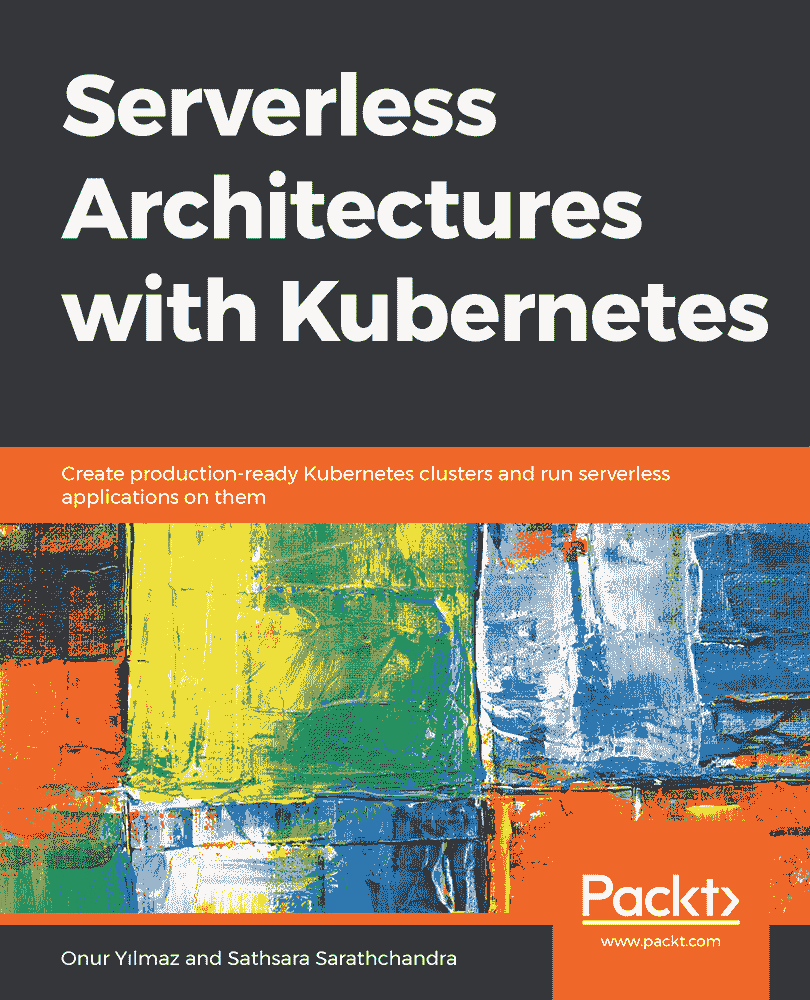 Serverless
Architectures
with Kubernetes
Create production-ready Kubernetes clusters and run serverless
applications on them
Packt>
www.packt.com
Onur Yılmaz and Sathsara Sarathchandra